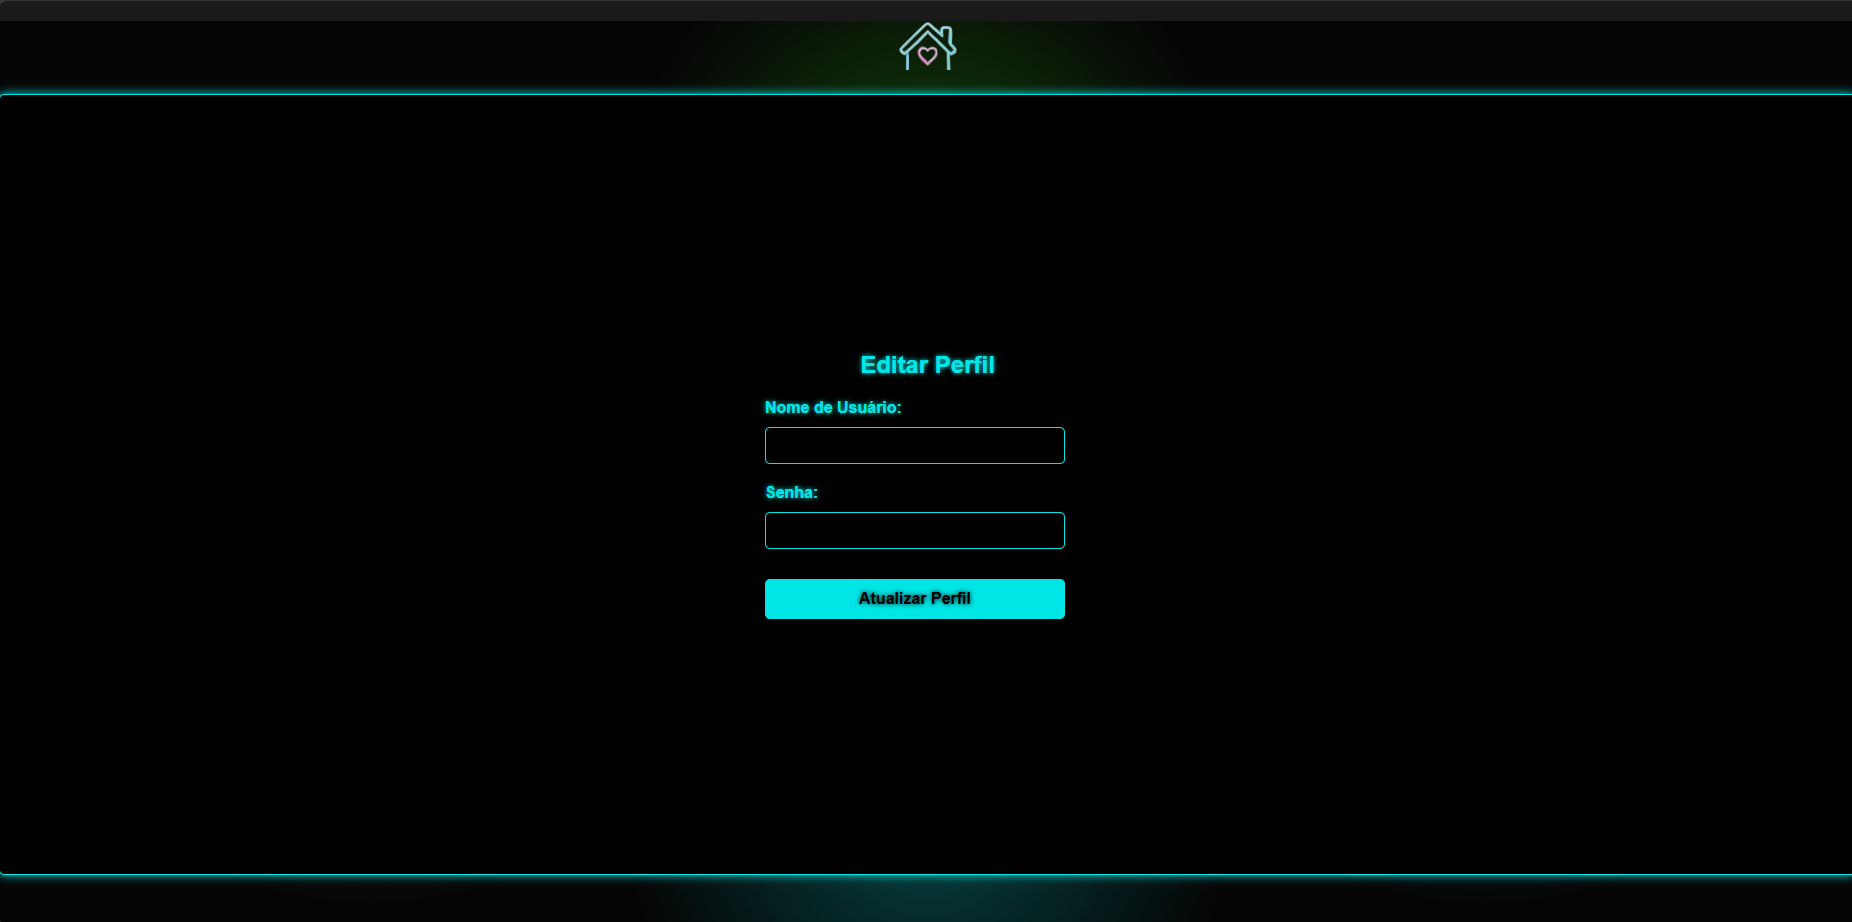 Editar Perfil
Nome de Usuário:
Senha:
Atualizar Perfil